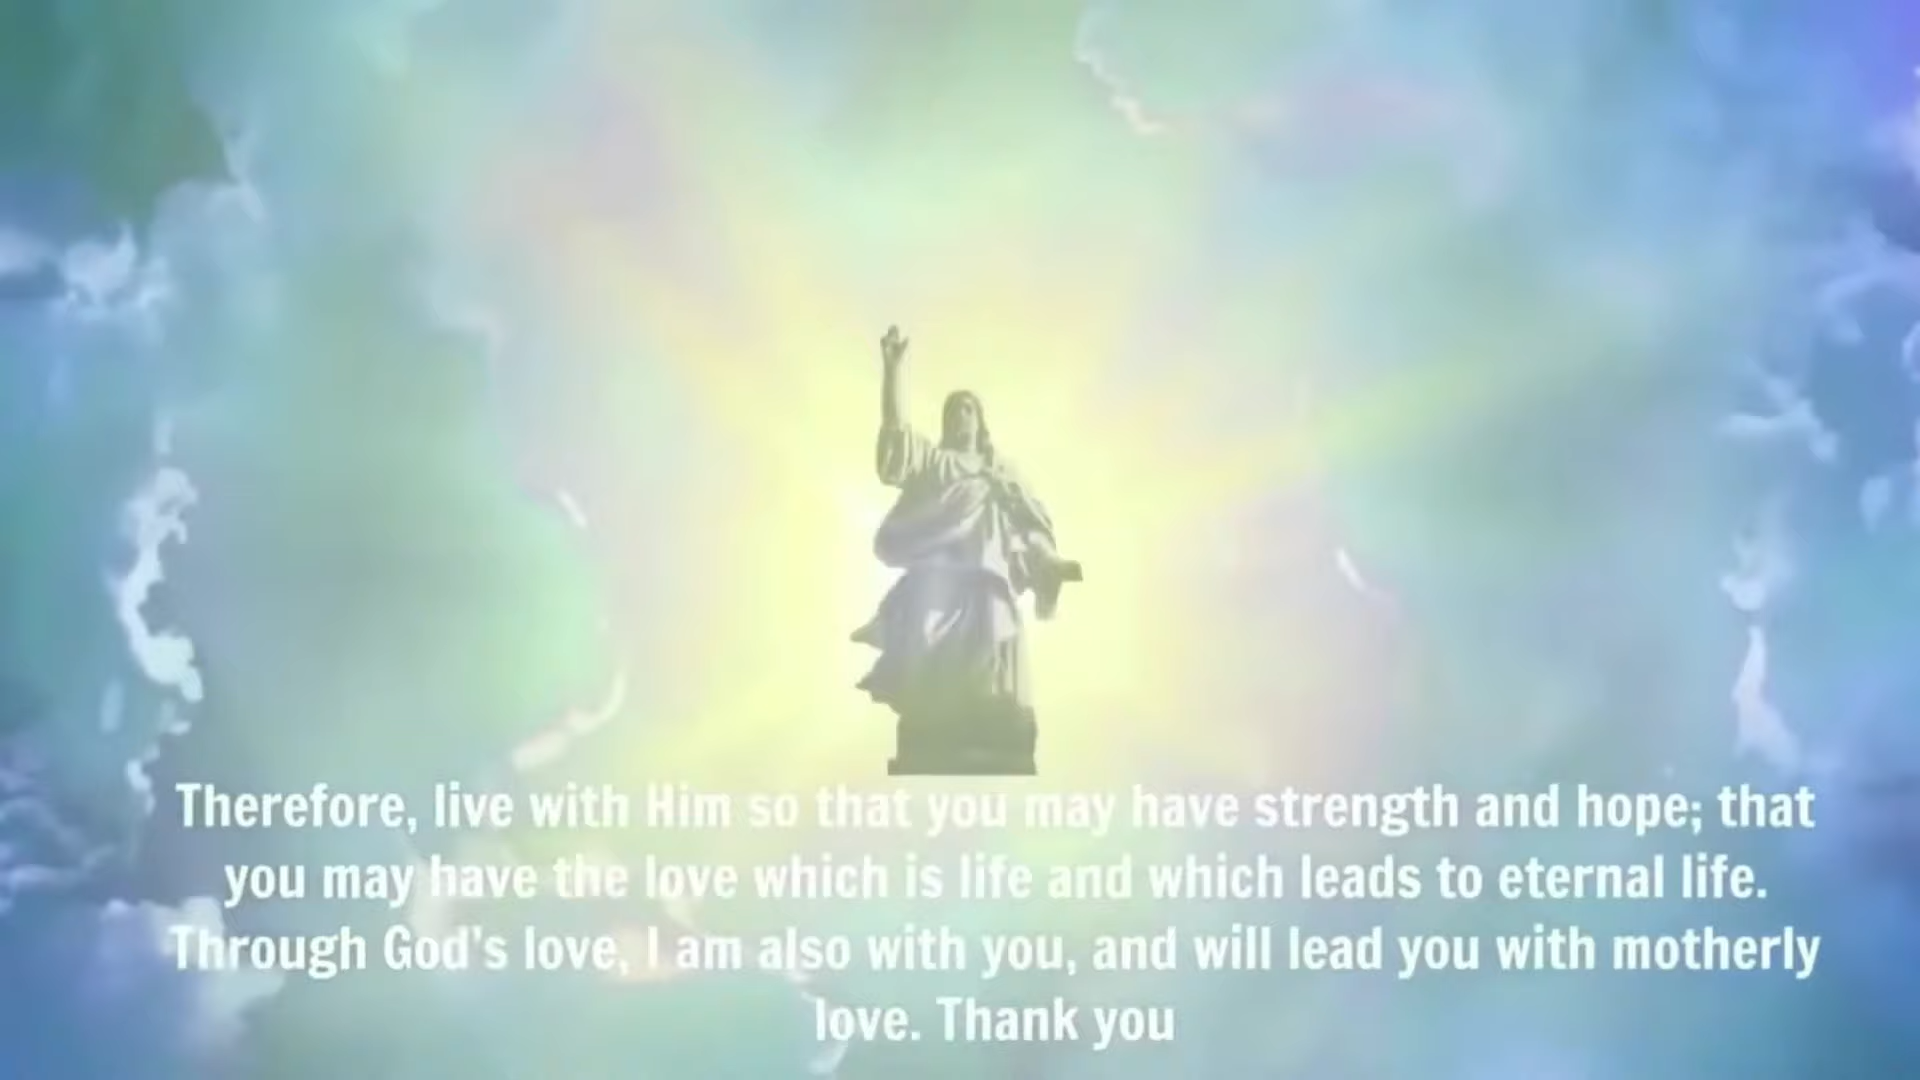 Therefore, live with Him so that you may have strength and hope; that
you may have the love which is life and which leads to eternal life.
Through God's love, I am also with you, and will lead you with motherly
love. Thank you